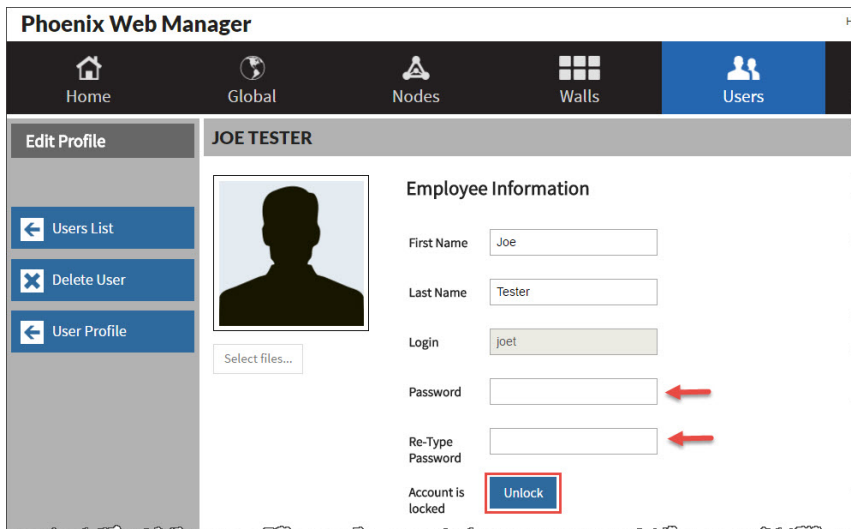 Phoenix Web Manager
H
Home
Global
Nodes
Walls
Users
Edit Profile
JOE TESTER
Users List
Delete User
User Profile
Select files...
Employee Information
First Name
Joe
Last Name
Tester
Login
joet
Password
Re-Type
Password
Account is
locked
Unlock